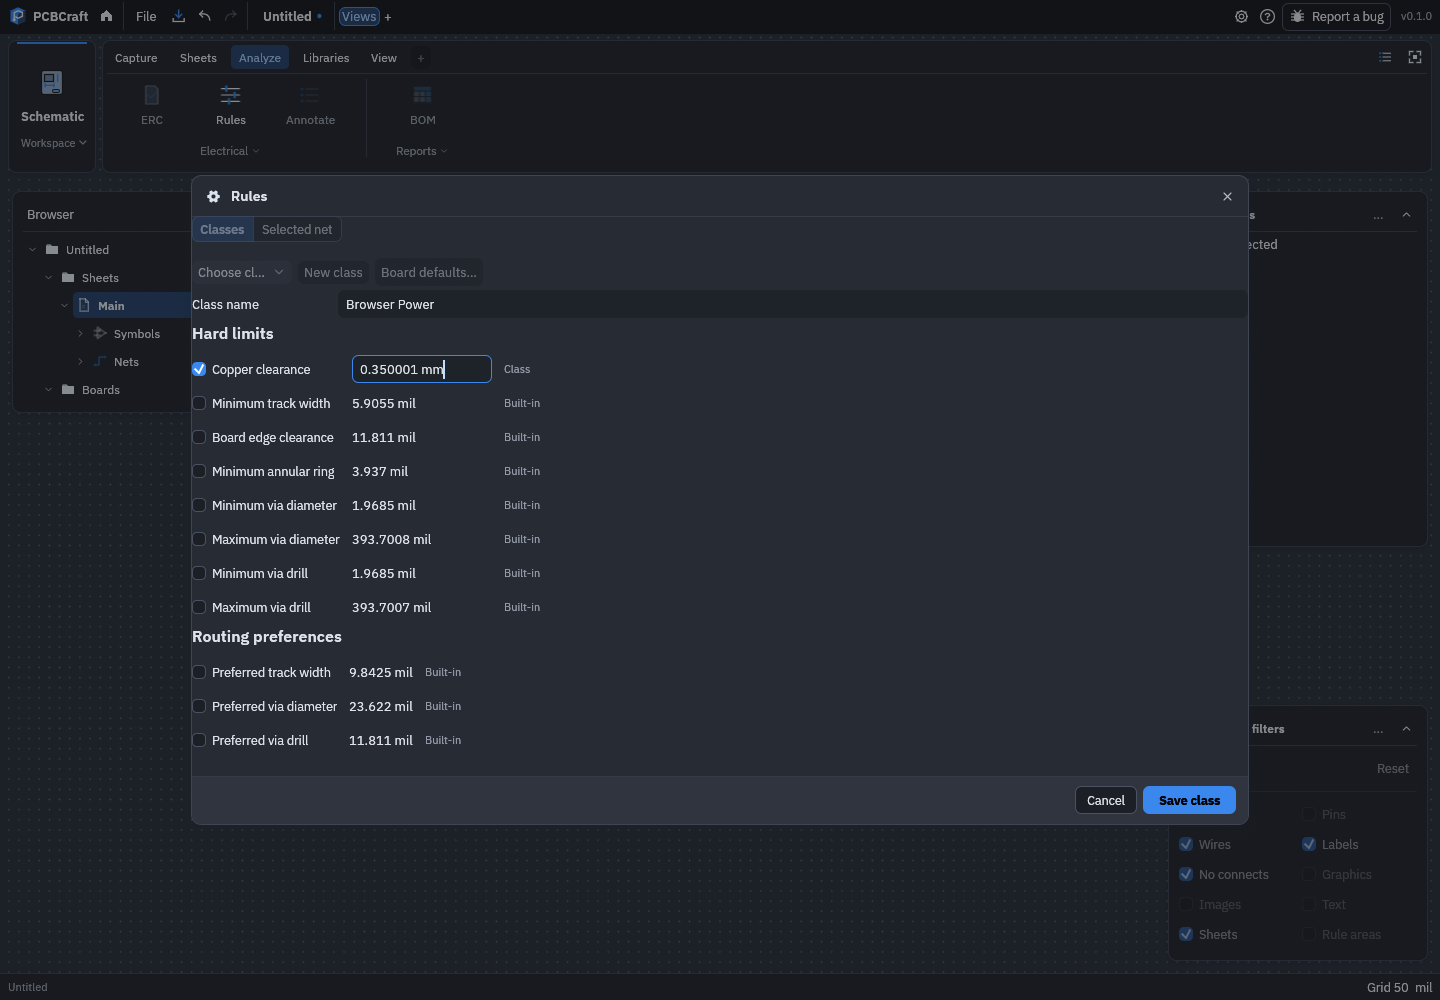 PCBCraft File Untitled Views + Report a bug v0.1.0
Schematic
Workspace
Capture Sheets Analyze Libraries View +
ERC Rules Annotate BOM
Electrical Reports
Browser
Untitled
Sheets
Main
Symbols
Nets
Boards
Rules
Classes Selected net
Choose cl... New class Board defaults...
Class name Browser Power
Hard limits
Copper clearance 0.350001 mm Class
Minimum track width 5.9055 mil Built-in
Board edge clearance 11.811 mil Built-in
Minimum annular ring 3.937 mil Built-in
Minimum via diameter 1.9685 mil Built-in
Maximum via diameter 393.7008 mil Built-in
Minimum via drill 1.9685 mil Built-in
Maximum via drill 393.7007 mil Built-in
Routing preferences
Preferred track width 9.8425 mil Built-in
Preferred via diameter 23.622 mil Built-in
Preferred via drill 11.811 mil Built-in
Cancel Save class
s ...
ected
filters ...
Reset
Pins
Wires Labels
No connects Graphics
Images Text
Sheets Rule areas
Untitled Grid 50 mil